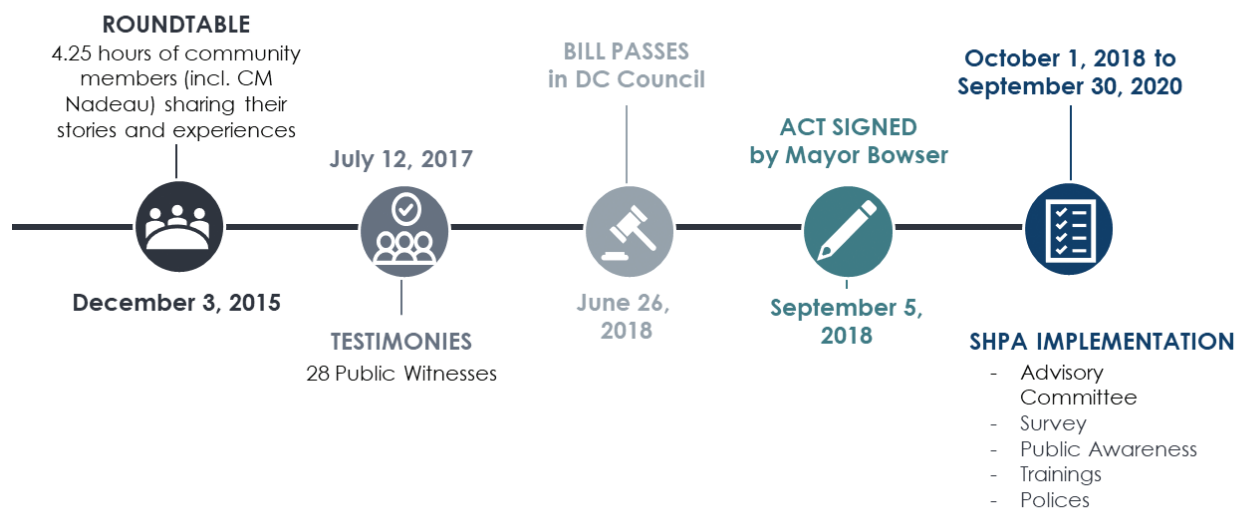 ROUNDTABLE
4.25 hours of community
members (incl. CM
Nadeau) sharing their
stories and experiences
December 3, 2015
July 12, 2017
TESTIMONIES
28 Public Witnesses
BILL PASSES
in DC Council
June 26,
2018
ACT SIGNED
by Mayor Bowser
September 5,
2018
October 1, 2018 to
September 30, 2020
SHPA IMPLEMENTATION
- Advisory
Committee
- Survey
- Public Awareness
- Trainings
- Polices